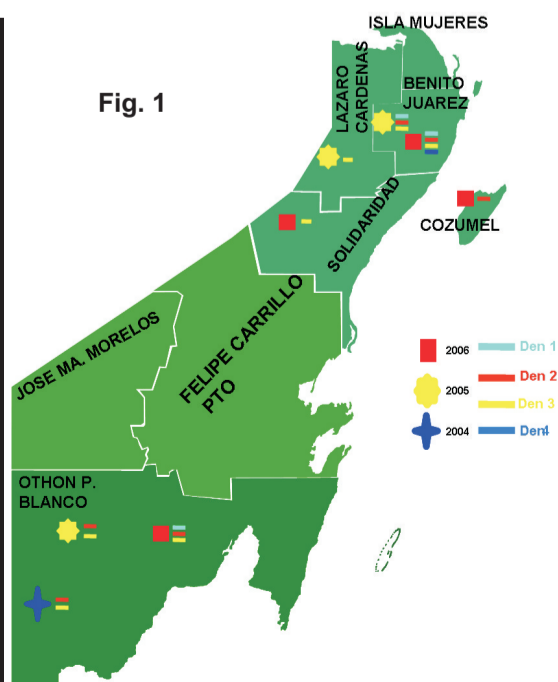 Fig. 1
ISLA MUJERES
LAZARO
CARDENAS
BENITO
JUAREZ
SOLIDARIDAD
COZUMEL
FELIPE CARRILLO
PTO
JOSE MA. MORELOS
OTHON P.
BLANCO
2006 Den 1
Den 2
2005
Den 3
2004 Den4